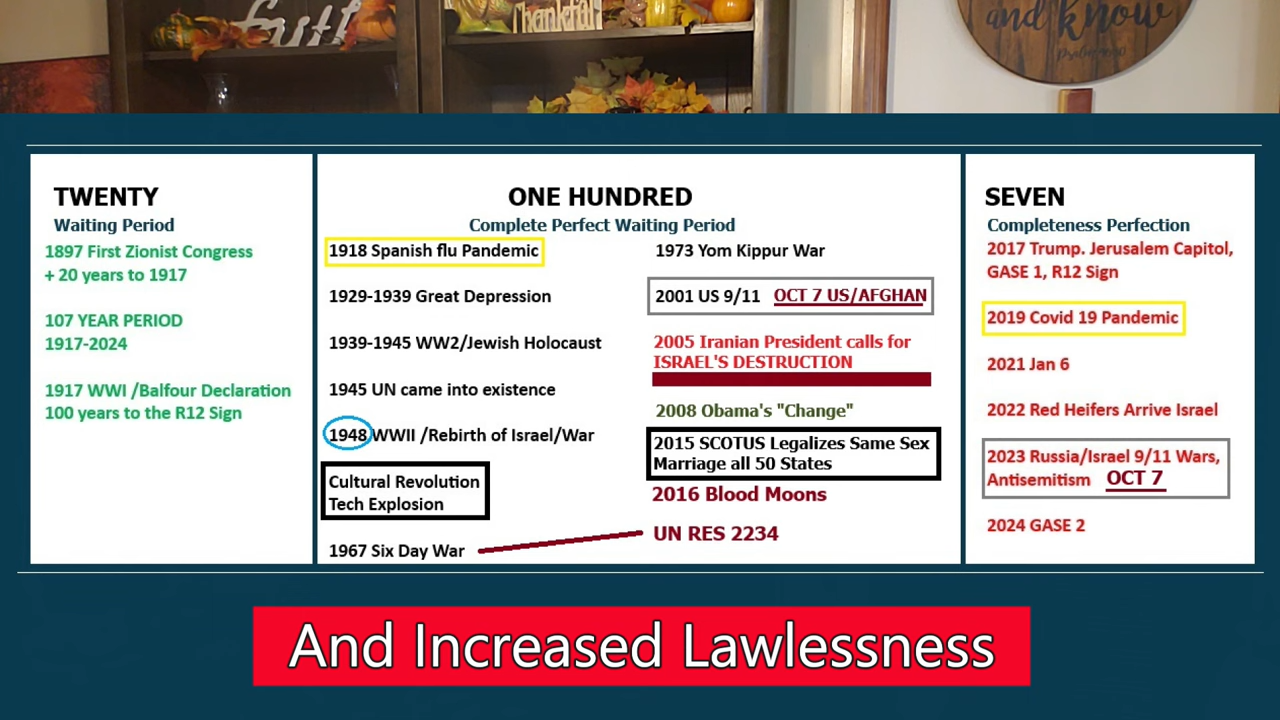 faith
Thankful
and know
psalm 46:10
TWENTY
Waiting Period
1897 First Zionist Congress
+ 20 years to 1917
107 YEAR PERIOD
1917-2024
1917 WWI /Balfour Declaration
100 years to the R12 Sign
ONE HUNDRED
Complete Perfect Waiting Period
1918 Spanish flu Pandemic
1929-1939 Great Depression
1939-1945 WW2/Jewish Holocaust
1945 UN came into existence
1948 WWII /Rebirth of Israel/War
Cultural Revolution
Tech Explosion
1967 Six Day War
1973 Yom Kippur War
2001 US 9/11 OCT 7 US/AFGHAN
2005 Iranian President calls for
ISRAEL'S DESTRUCTION
2008 Obama's "Change"
2015 SCOTUS Legalizes Same Sex
Marriage all 50 States
2016 Blood Moons
UN RES 2234
SEVEN
Completeness Perfection
2017 Trump. Jerusalem Capitol,
GASE 1, R12 Sign
2019 Covid 19 Pandemic
2021 Jan 6
2022 Red Heifers Arrive Israel
2023 Russia/Israel 9/11 Wars,
Antisemitism OCT 7
2024 GASE 2
And Increased Lawlessness